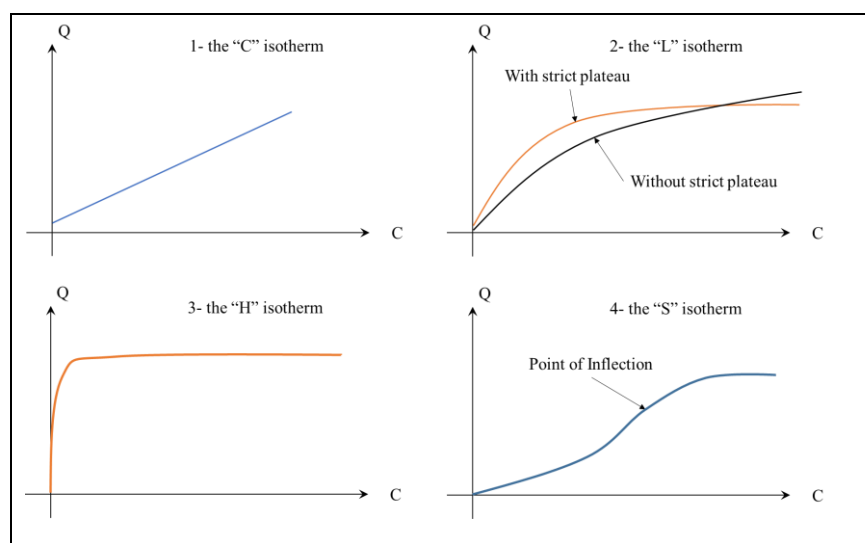 Q
1- the “C” isotherm
C
Q
2- the “L” isotherm
With strict plateau
Without strict plateau
C
Q
3- the “H” isotherm
C
Q
4- the “S” isotherm
Point of Inflection
C